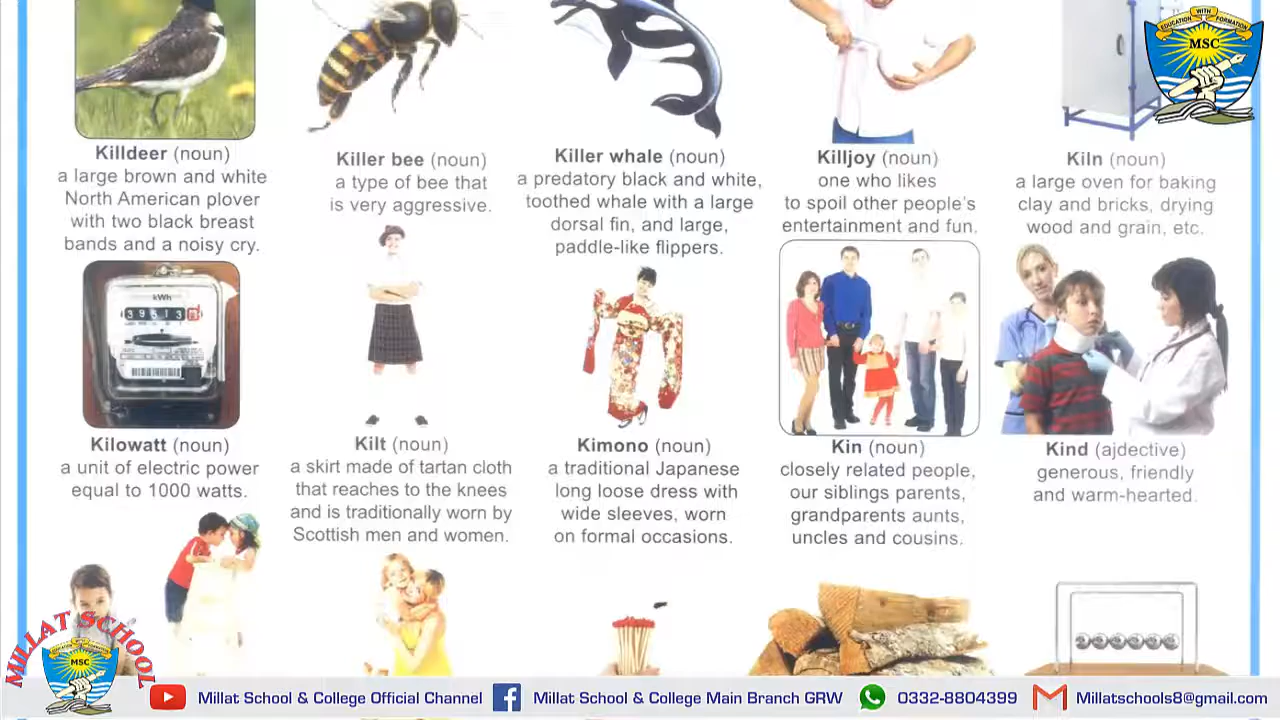 EDUCATION WITH FORMATION
MSC
Killdeer (noun)
a large brown and white
North American plover
with two black breast
bands and a noisy cry.
Killer bee (noun)
a type of bee that
is very aggressive.
Killer whale (noun)
a predatory black and white,
toothed whale with a large
dorsal fin, and large,
paddle-like flippers.
Killjoy (noun)
one who likes
to spoil other people's
entertainment and fun.
Kiln (noun)
a large oven for baking
clay and bricks, drying
wood and grain, etc.
kWh
Kilowatt (noun)
a unit of electric power
equal to 1000 watts.
Kilt (noun)
a skirt made of tartan cloth
that reaches to the knees
and is traditionally worn by
Scottish men and women.
Kimono (noun)
a traditional Japanese
long loose dress with
wide sleeves, worn
on formal occasions.
Kin (noun)
closely related people,
our siblings parents,
grandparents aunts,
uncles and cousins.
Kind (ajdective)
generous, friendly
and warm-hearted.
MILLAT SCHOOL
MSC
Millat School & College Official Channel
Millat School & College Main Branch GRW
0332-8804399
Millatschools8@gmail.com